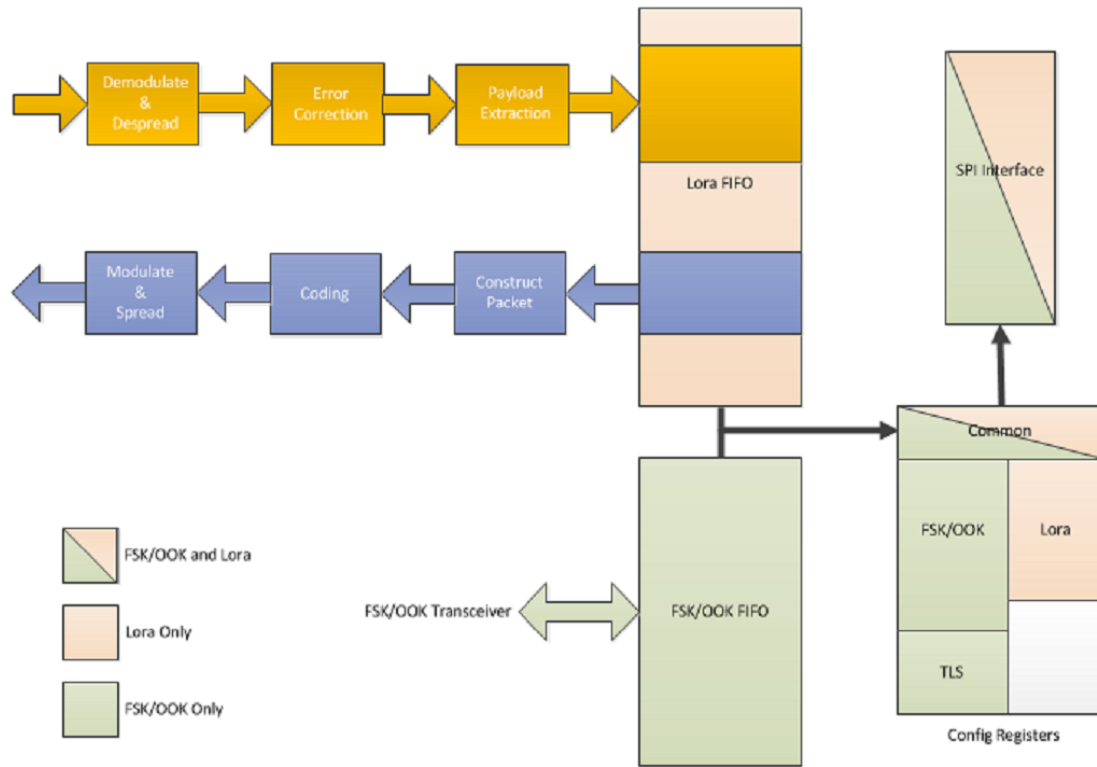 Demodulate
&
Despread
Error
Correction
Payload
Extraction
Lora FIFO
SPI Interface
Modulate
&
Spread
Coding
Construct
Packet
Common
FSK/OOK
Lora
TLS
Config Registers
FSK/OOK Transceiver
FSK/OOK FIFO
FSK/OOK and Lora
Lora Only
FSK/OOK Only